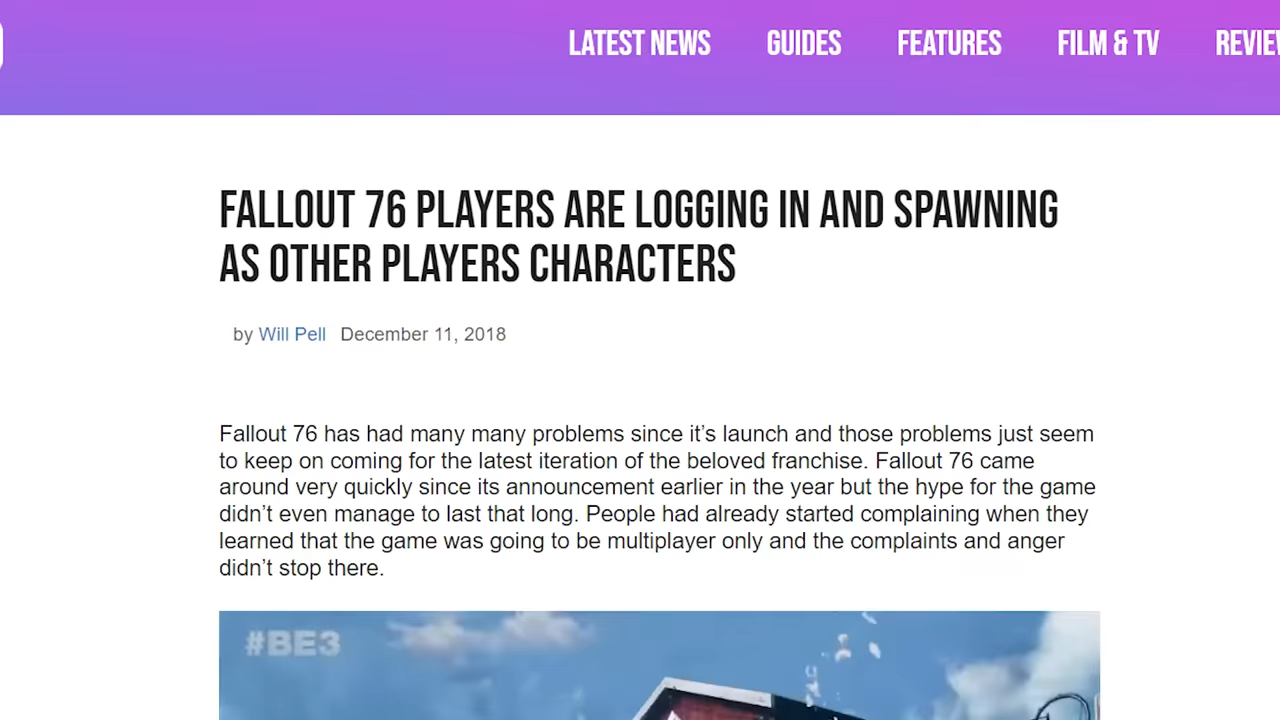 LATEST NEWS GUIDES FEATURES FILM & TV
FALLOUT 76 PLAYERS ARE LOGGING IN AND SPAWNING
AS OTHER PLAYERS CHARACTERS
by Will Pell December 11, 2018
Fallout 76 has had many many problems since it’s launch and those problems just seem
to keep on coming for the latest iteration of the beloved franchise. Fallout 76 came
around very quickly since its announcement earlier in the year but the hype for the game
didn’t even manage to last that long. People had already started complaining when they
learned that the game was going to be multiplayer only and the complaints and anger
didn’t stop there.
#BE3